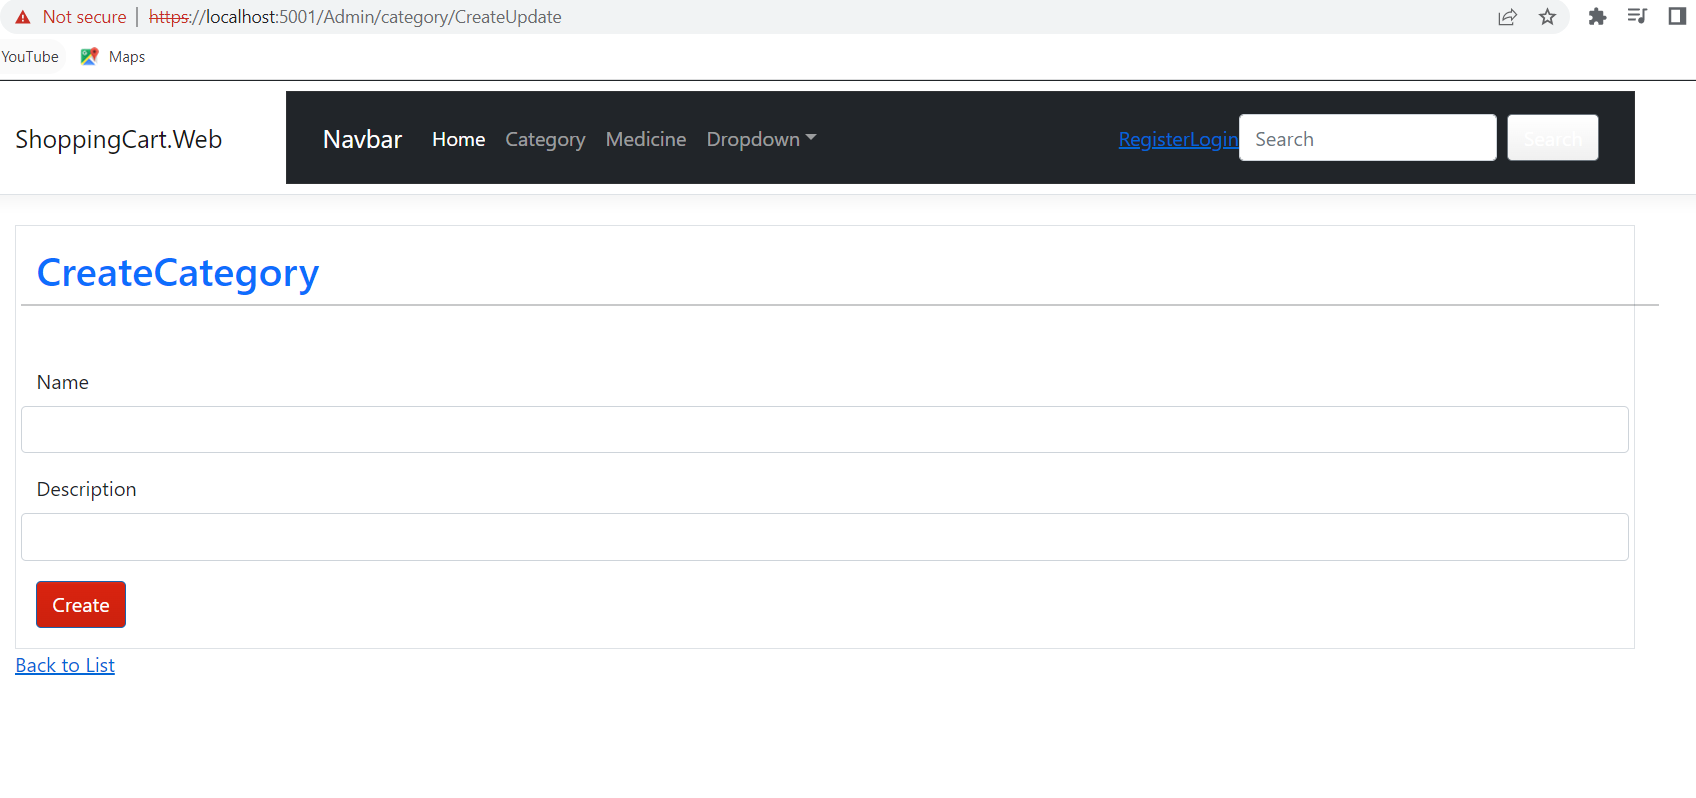 Not secure | https://localhost:5001/Admin/category/CreateUpdate
YouTube Maps
ShoppingCart.Web Navbar Home Category Medicine Dropdown RegisterLogin Search Search
CreateCategory
Name
Description
Create
Back to List